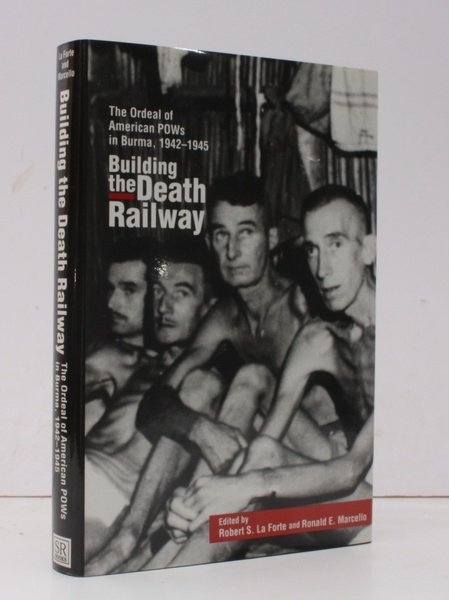 The Ordeal of
American POWs
in Burma, 1942–1945
Building
the Death
Railway
Edited by
Robert S. La Forte and Ronald E. Marcello
La Forte
and
Marcello
Building the Death Railway
The Ordeal of American POWs
in Burma, 1942–1945
SR